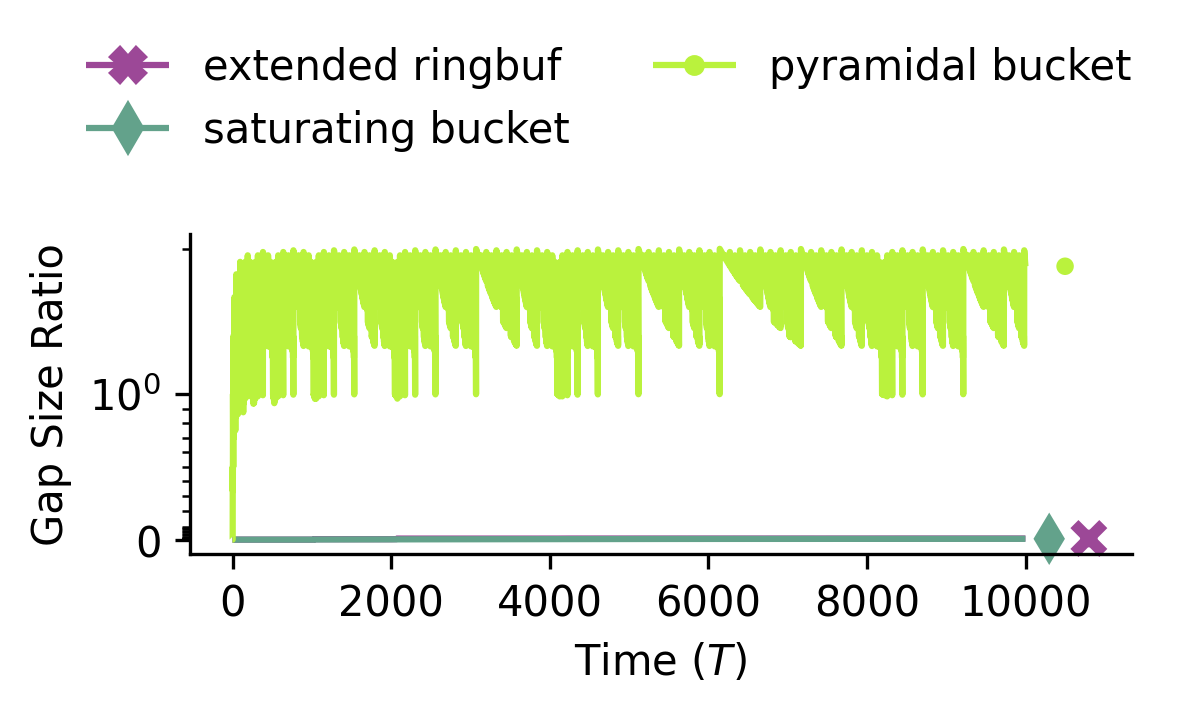 extended ringbuf
pyramidal bucket
saturating bucket
Gap Size Ratio
10⁰
0
0
2000
4000
6000
8000
10000
Time (T)